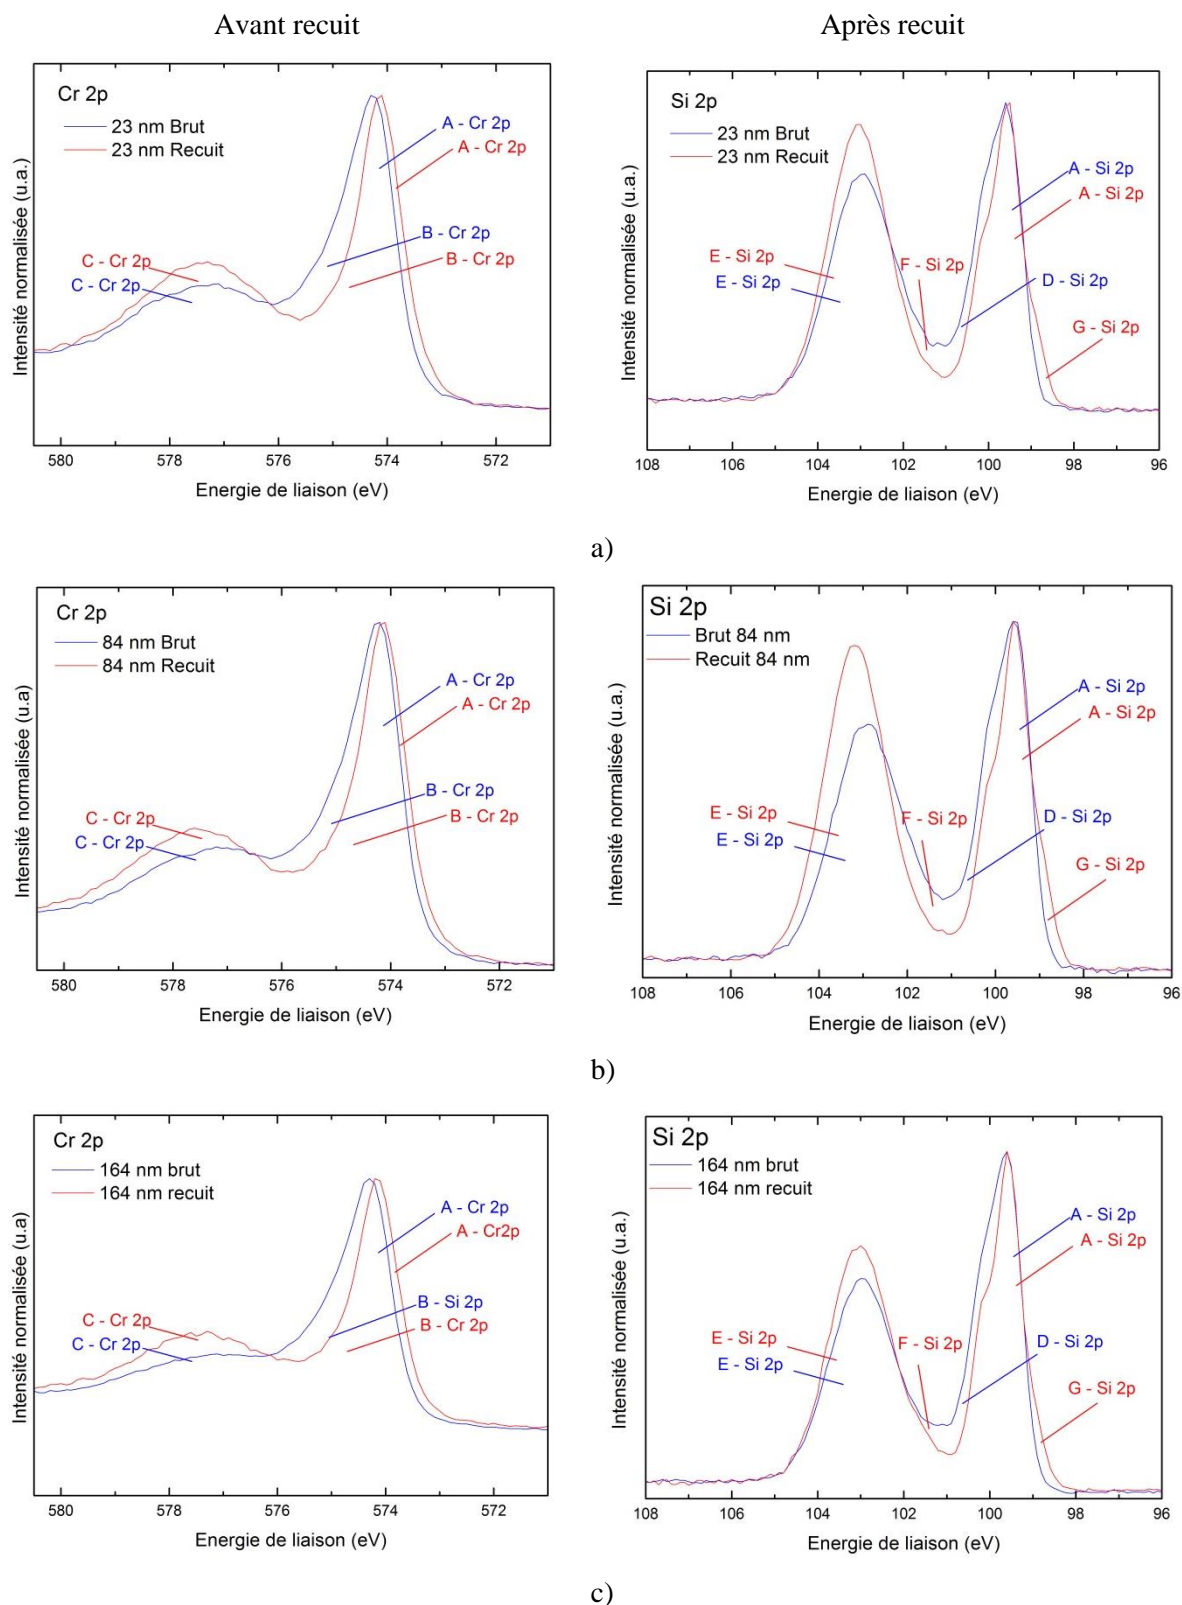 Avant recuit
Après recuit
Cr 2p
23 nm Brut
23 nm Recuit
A - Cr 2p
A - Cr 2p
B - Cr 2p
B - Cr 2p
C - Cr 2p
C - Cr 2p
Intensité normalisée (u.a.)
580 578 576 574 572
Energie de liaison (eV)
Si 2p
23 nm Brut
23 nm Recuit
A - Si 2p
A - Si 2p
E - Si 2p
F - Si 2p
E - Si 2p
D - Si 2p
G - Si 2p
Intensité normalisée (u.a.)
108 106 104 102 100 98 96
Energie de liaison (eV)
a)
Cr 2p
84 nm Brut
84 nm Recuit
A - Cr 2p
A - Cr 2p
B - Cr 2p
C - Cr 2p
B - Cr 2p
C - Cr 2p
Intensité normalisée (u.a)
580 578 576 574 572
Energie de liaison (eV)
Si 2p
Brut 84 nm
Recuit 84 nm
A - Si 2p
A - Si 2p
E - Si 2p
F - Si 2p
D - Si 2p
E - Si 2p
G - Si 2p
Intensité normalisée (u.a.)
108 106 104 102 100 98 96
Energie de liaison (eV)
b)
Cr 2p
164 nm brut
164 nm recuit
A - Cr 2p
A - Cr2p
B - Si 2p
C - Cr 2p
B - Cr 2p
C - Cr 2p
Intensité normalisée (u.a)
580 578 576 574 572
Energie de liaison (eV)
Si 2p
164 nm brut
164 nm recuit
A - Si 2p
A - Si 2p
E - Si 2p
F - Si 2p
D - Si 2p
E - Si 2p
G - Si 2p
Intensité normalisée (u.a.)
108 106 104 102 100 98 96
Energie de liaison (eV)
c)